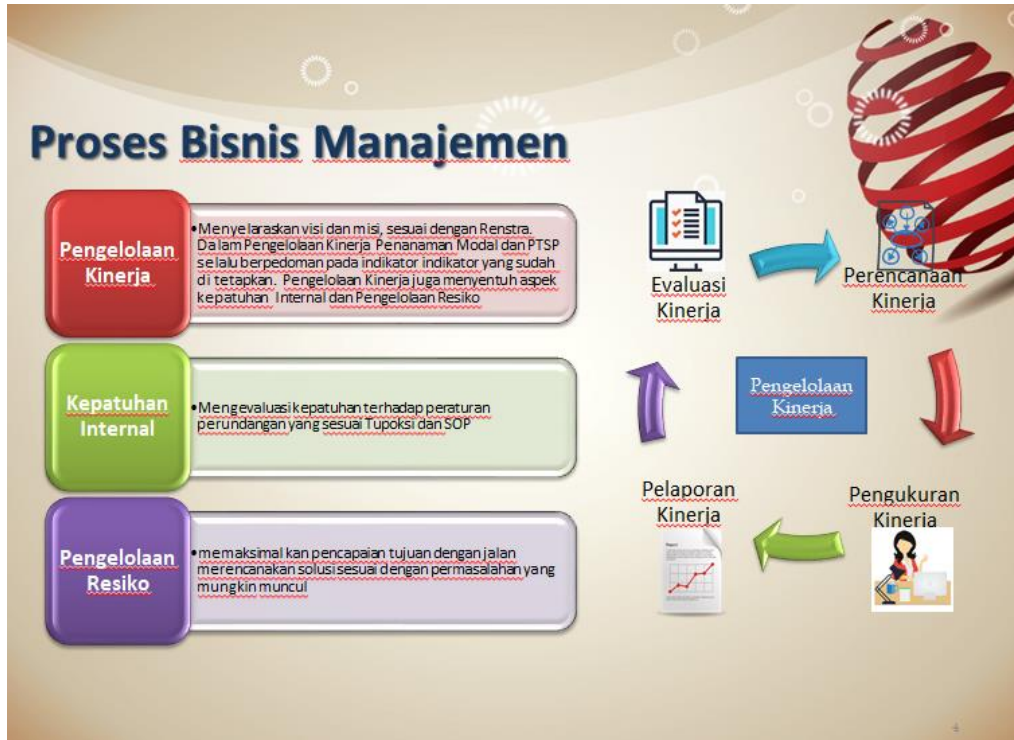 Proses Bisnis Manajemen
Pengelolaan
Kinerja
•Menyelaraskan visi dan misi, sesuai dengan Renstra.
Dalam Pengelolaan Kinerja Penanaman Modal dan PTSP
selalu berpedoman pada indikator indikator yang sudah
di tetapkan. Pengelolaan Kinerja juga menyentuh aspek
kepatuhan Internal dan Pengelolaan Resiko
Kepatuhan
Internal
•Mengevaluasi kepatuhan terhadap peraturan
perundangan yang sesuai Tupoksi dan SOP
Pengelolaan
Resiko
•memaksimal kan pencapaian tujuan dengan jalan
merencanakan solusi sesuai dengan permasalahan yang
mungkin muncul
Evaluasi
Kinerja
Perencanaan
Kinerja
Pengelolaan
Kinerja
Pelaporan
Kinerja
Pengukuran
Kinerja
4